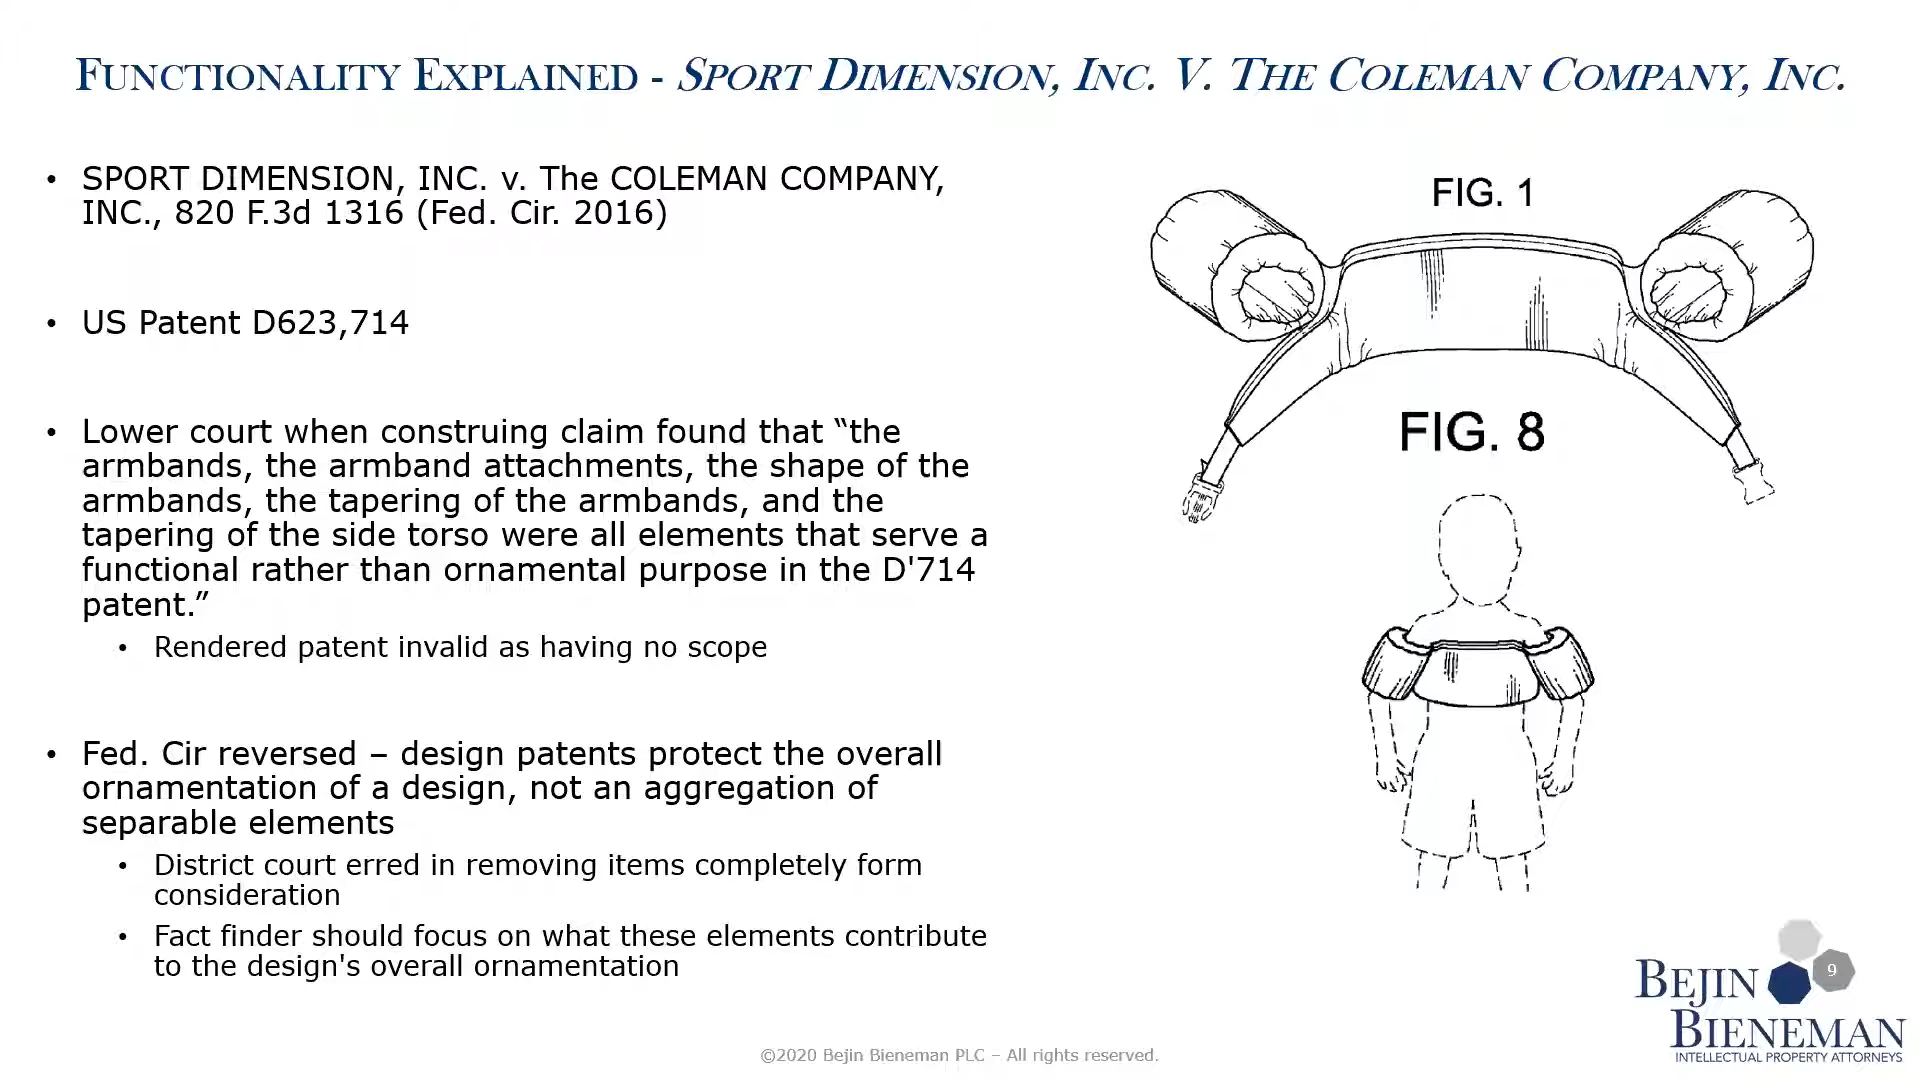 FUNCTIONALITY EXPLAINED - SPORT DIMENSION, INC. V. THE COLEMAN COMPANY, INC.
• SPORT DIMENSION, INC. v. The COLEMAN COMPANY,
INC., 820 F.3d 1316 (Fed. Cir. 2016)
• US Patent D623,714
• Lower court when construing claim found that “the
armbands, the armband attachments, the shape of the
armbands, the tapering of the armbands, and the
tapering of the side torso were all elements that serve a
functional rather than ornamental purpose in the D'714
patent.”
• Rendered patent invalid as having no scope
• Fed. Cir reversed – design patents protect the overall
ornamentation of a design, not an aggregation of
separable elements
• District court erred in removing items completely form
consideration
• Fact finder should focus on what these elements contribute
to the design's overall ornamentation
FIG. 1
FIG. 8
9
BEJIN
BIENEMAN
INTELLECTUAL PROPERTY ATTORNEYS
©2020 Bejin Bieneman PLC – All rights reserved.